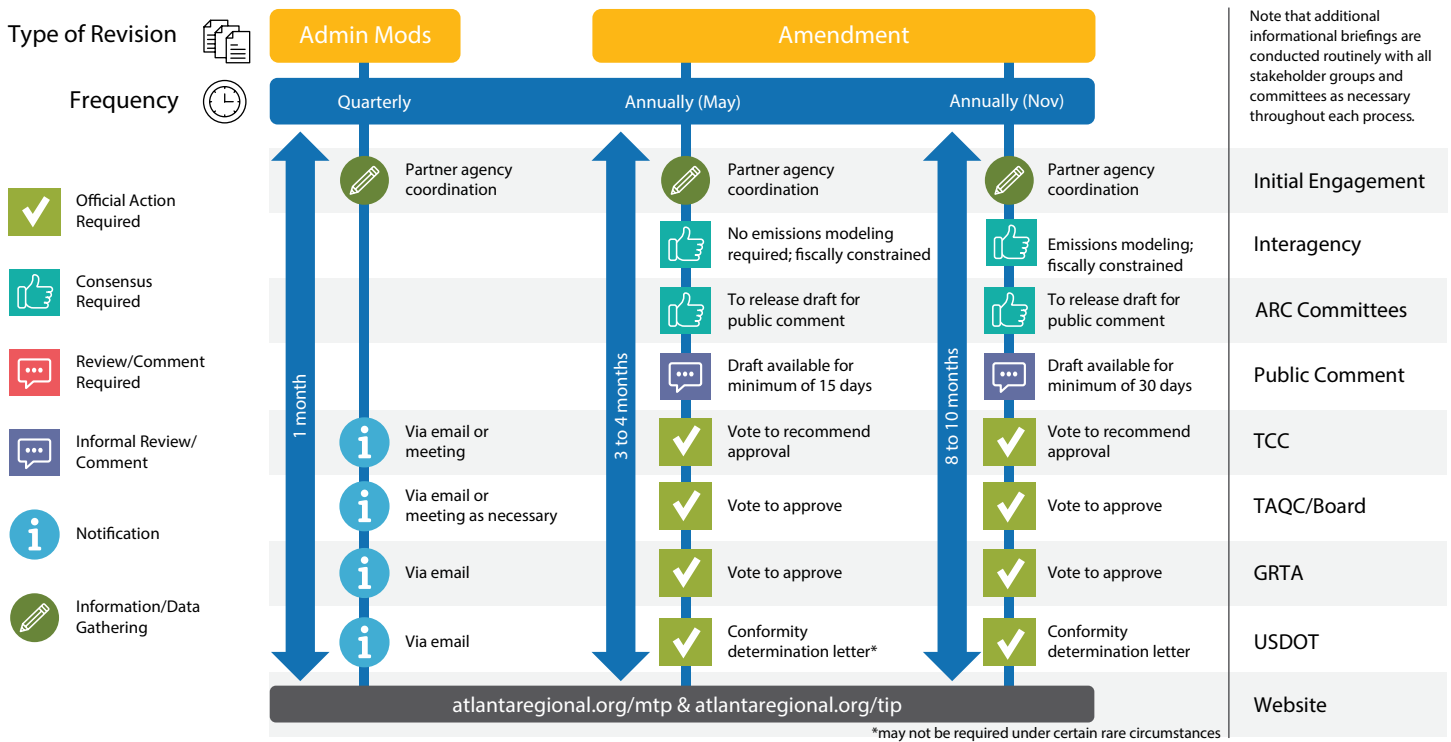 Type of Revision
Admin Mods
Amendment
Note that additional
informational briefings are
conducted routinely with all
stakeholder groups and
committees as necessary
throughout each process.
Frequency
Quarterly
Annually (May)
Annually (Nov)
Official Action
Required
Consensus
Required
Review/Comment
Required
Informal Review/
Comment
Notification
Information/Data
Gathering
1 month
3 to 4 months
8 to 10 months
Partner agency
coordination
Partner agency
coordination
Partner agency
coordination
Initial Engagement
No emissions modeling
required; fiscally constrained
Emissions modeling;
fiscally constrained
Interagency
To release draft for
public comment
To release draft for
public comment
ARC Committees
Draft available for
minimum of 15 days
Draft available for
minimum of 30 days
Public Comment
Via email or
meeting
Vote to recommend
approval
Vote to recommend
approval
TCC
Via email or
meeting as necessary
Vote to approve
Vote to approve
TAQC/Board
Via email
Vote to approve
Vote to approve
GRTA
Via email
Conformity
determination letter*
Conformity
determination letter
USDOT
atlantaregional.org/mtp & atlantaregional.org/tip
Website
*may not be required under certain rare circumstances